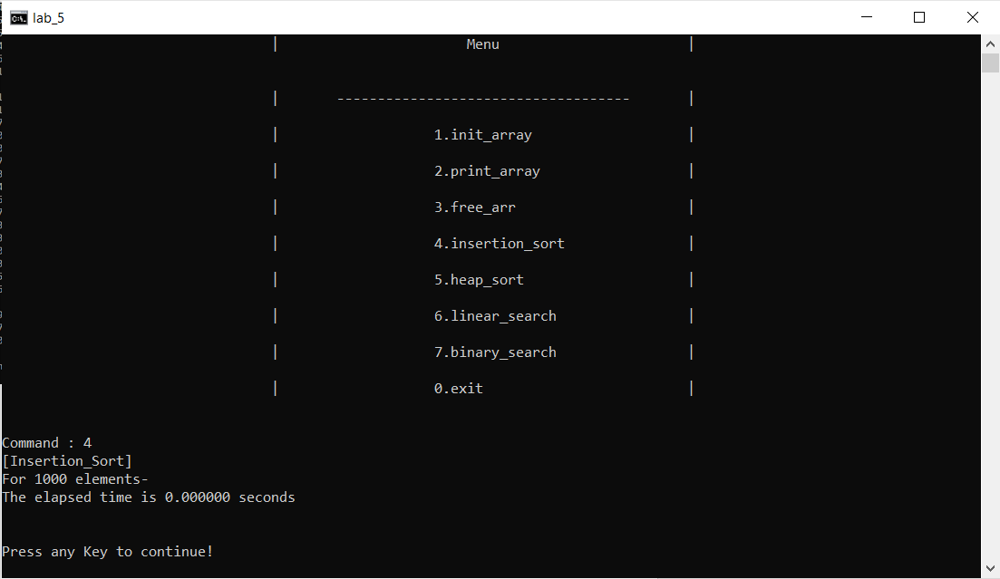 lab_5
| Menu |
| ------------------------------------ |
| 1.init_array |
| 2.print_array |
| 3.free_arr |
| 4.insertion_sort |
| 5.heap_sort |
| 6.linear_search |
| 7.binary_search |
| 0.exit |
Command : 4
[Insertion_Sort]
For 1000 elements-
The elapsed time is 0.000000 seconds
Press any Key to continue!